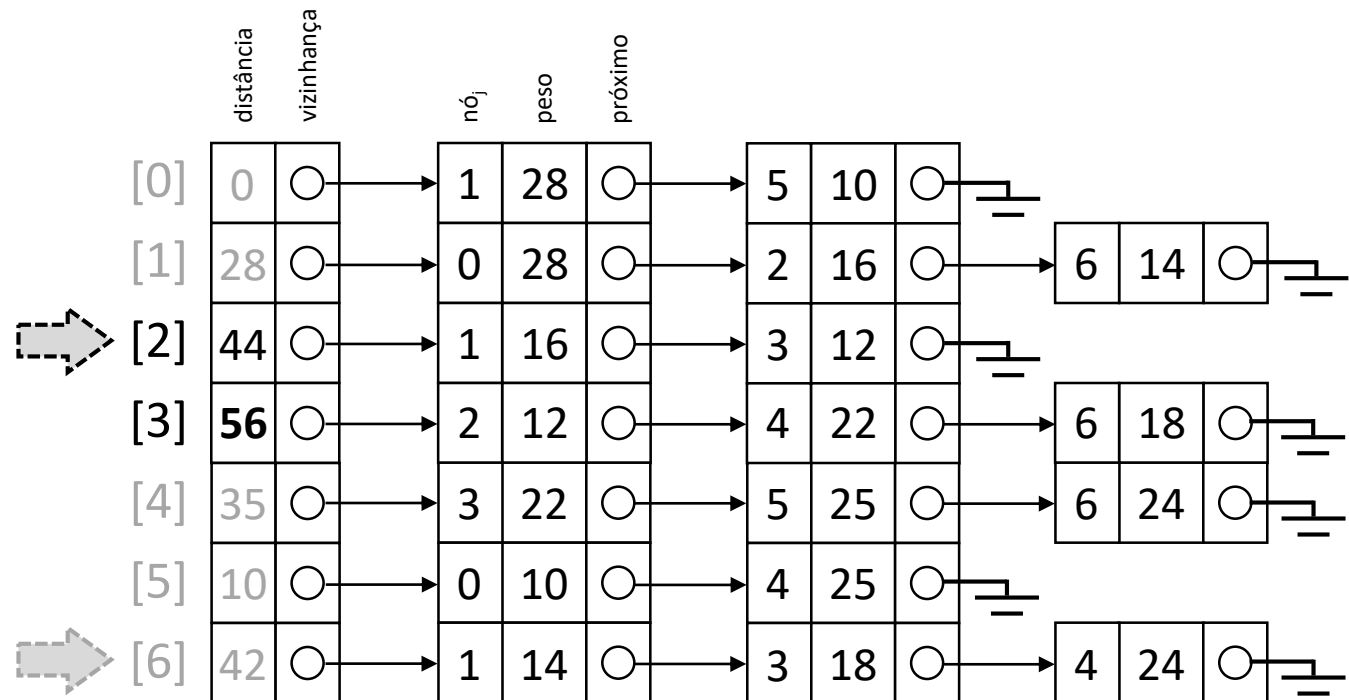 distância vizinhança nój peso próximo
[0] 0 1 28 5 10
[1] 28 0 28 2 16 6 14
[2] 44 1 16 3 12
[3] 56 2 12 4 22 6 18
[4] 35 3 22 5 25 6 24
[5] 10 0 10 4 25
[6] 42 1 14 3 18 4 24